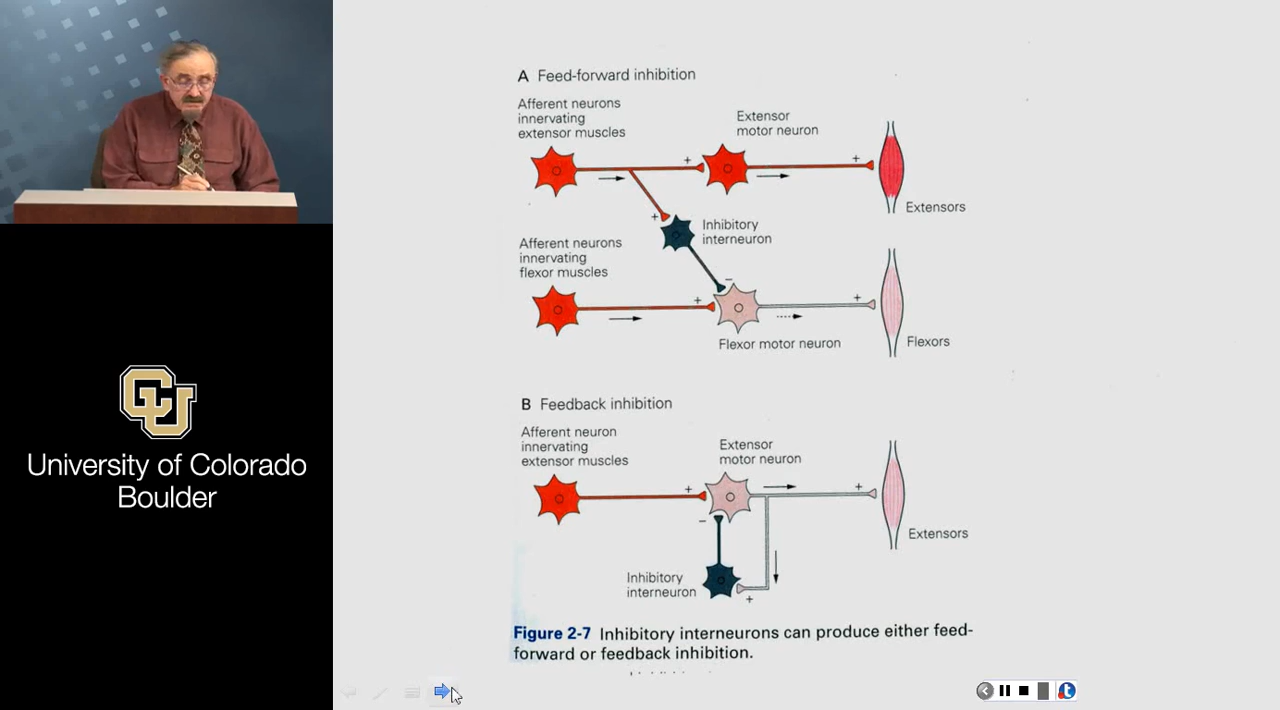 A Feed-forward inhibition
Afferent neurons
innervating
extensor muscles
Extensor
motor neuron
+
+
Extensors
+
Inhibitory
interneuron
Afferent neurons
innervating
flexor muscles
−
+
+
Flexor motor neuron
Flexors
B Feedback inhibition
Afferent neuron
innervating
extensor muscles
Extensor
motor neuron
+
+
−
Extensors
Inhibitory
interneuron
+
Figure 2-7 Inhibitory interneurons can produce either feed-
forward or feedback inhibition.
CU
University of Colorado
Boulder
t